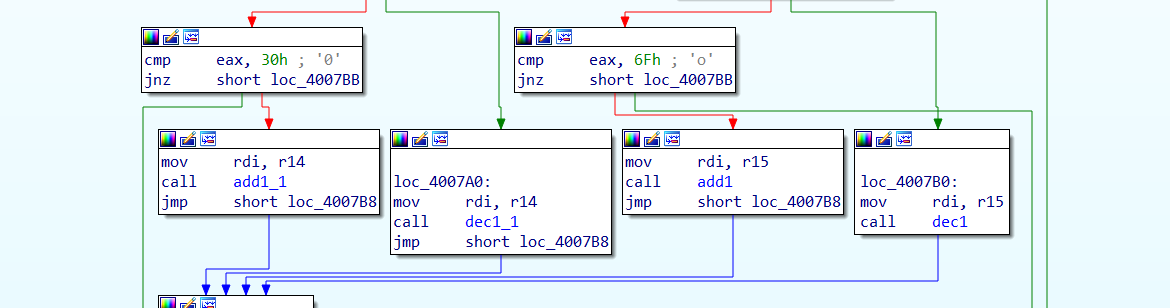 cmp eax, 30h ; '0'
jnz short loc_4007BB
cmp eax, 6Fh ; 'o'
jnz short loc_4007BB
mov rdi, r14
call add1_1
jmp short loc_4007B8
loc_4007A0:
mov rdi, r14
call dec1_1
jmp short loc_4007B8
mov rdi, r15
call add1
jmp short loc_4007B8
loc_4007B0:
mov rdi, r15
call dec1